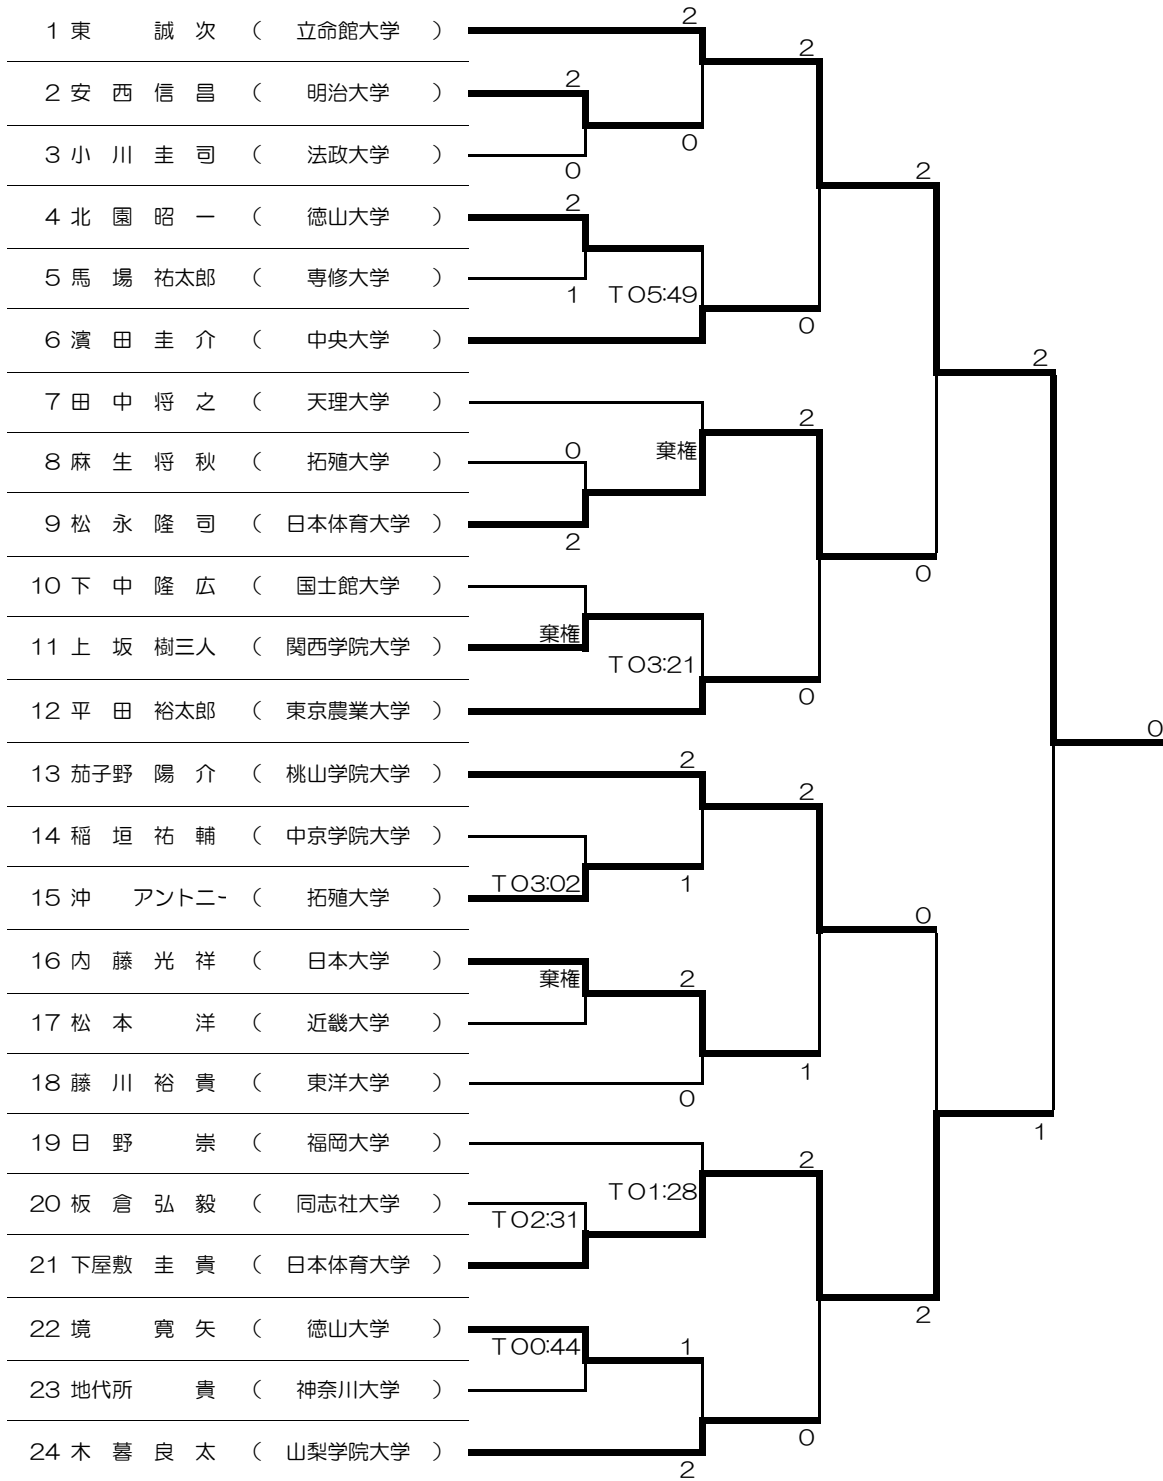 2
1 東 誠 次 ( 立命館大学 )
2
2
2 安 西 信 昌 ( 明治大学 )
0
3 小 川 圭 司 ( 法政大学 )
0
2
2
4 北 園 昭 一 ( 徳山大学 )
5 馬 場 祐太郎 ( 専修大学 )
1 TO5:49
0
6 濱 田 圭 介 ( 中央大学 )
2
7 田 中 将 之 ( 天理大学 )
2
0 棄権
8 麻 生 将 秋 ( 拓殖大学 )
9 松 永 隆 司 ( 日本体育大学 )
2
0
10 下 中 隆 広 ( 国士館大学 )
棄権
11 上 坂 樹三人 ( 関西学院大学 )
TO3:21
0
12 平 田 裕太郎 ( 東京農業大学 )
0
2
13 茄子野 陽 介 ( 桃山学院大学 )
2
14 稲 垣 祐 輔 ( 中京学院大学 )
TO3:02 1
15 沖 アントニー ( 拓殖大学 )
0
16 内 藤 光 祥 ( 日本大学 )
棄権 2
17 松 本 洋 ( 近畿大学 )
1
18 藤 川 裕 貴 ( 東洋大学 )
0
1
19 日 野 崇 ( 福岡大学 )
2
TO1:28
20 板 倉 弘 毅 ( 同志社大学 )
TO2:31
21 下屋敷 圭 貴 ( 日本体育大学 )
2
22 境 寛 矢 ( 徳山大学 )
TO0:44 1
23 地代所 貴 ( 神奈川大学 )
0
24 木 暮 良 太 ( 山梨学院大学 )
2